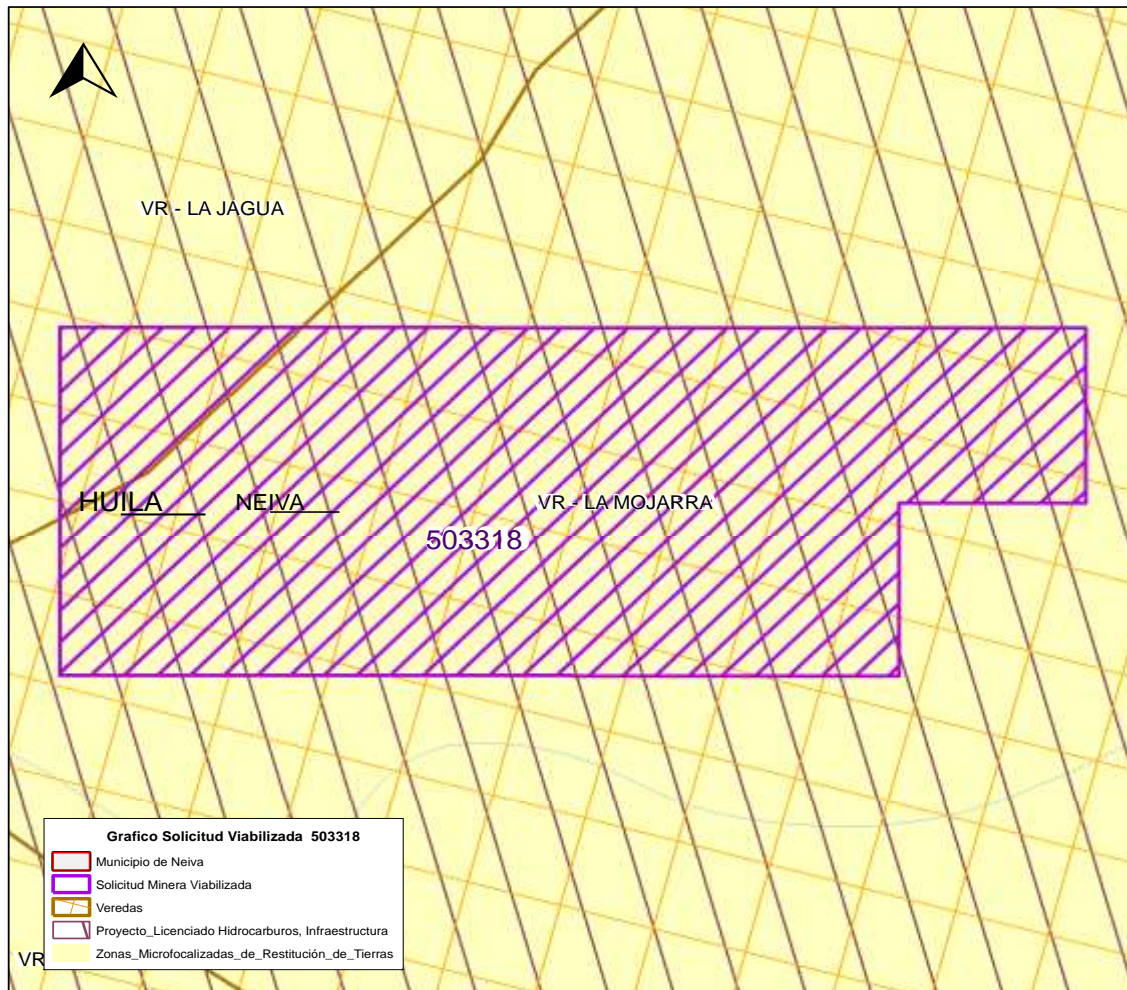 VR - LA JAGUA
HUILA
NEIVA
VR - LA MOJARRA
503318
Grafico Solicitud Viabilizada 503318
Municipio de Neiva
Solicitud Minera Viabilizada
Veredas
Proyecto_Licenciado Hidrocarburos, Infraestructura
Zonas_Microfocalizadas_de_Restitución_de_Tierras
VR